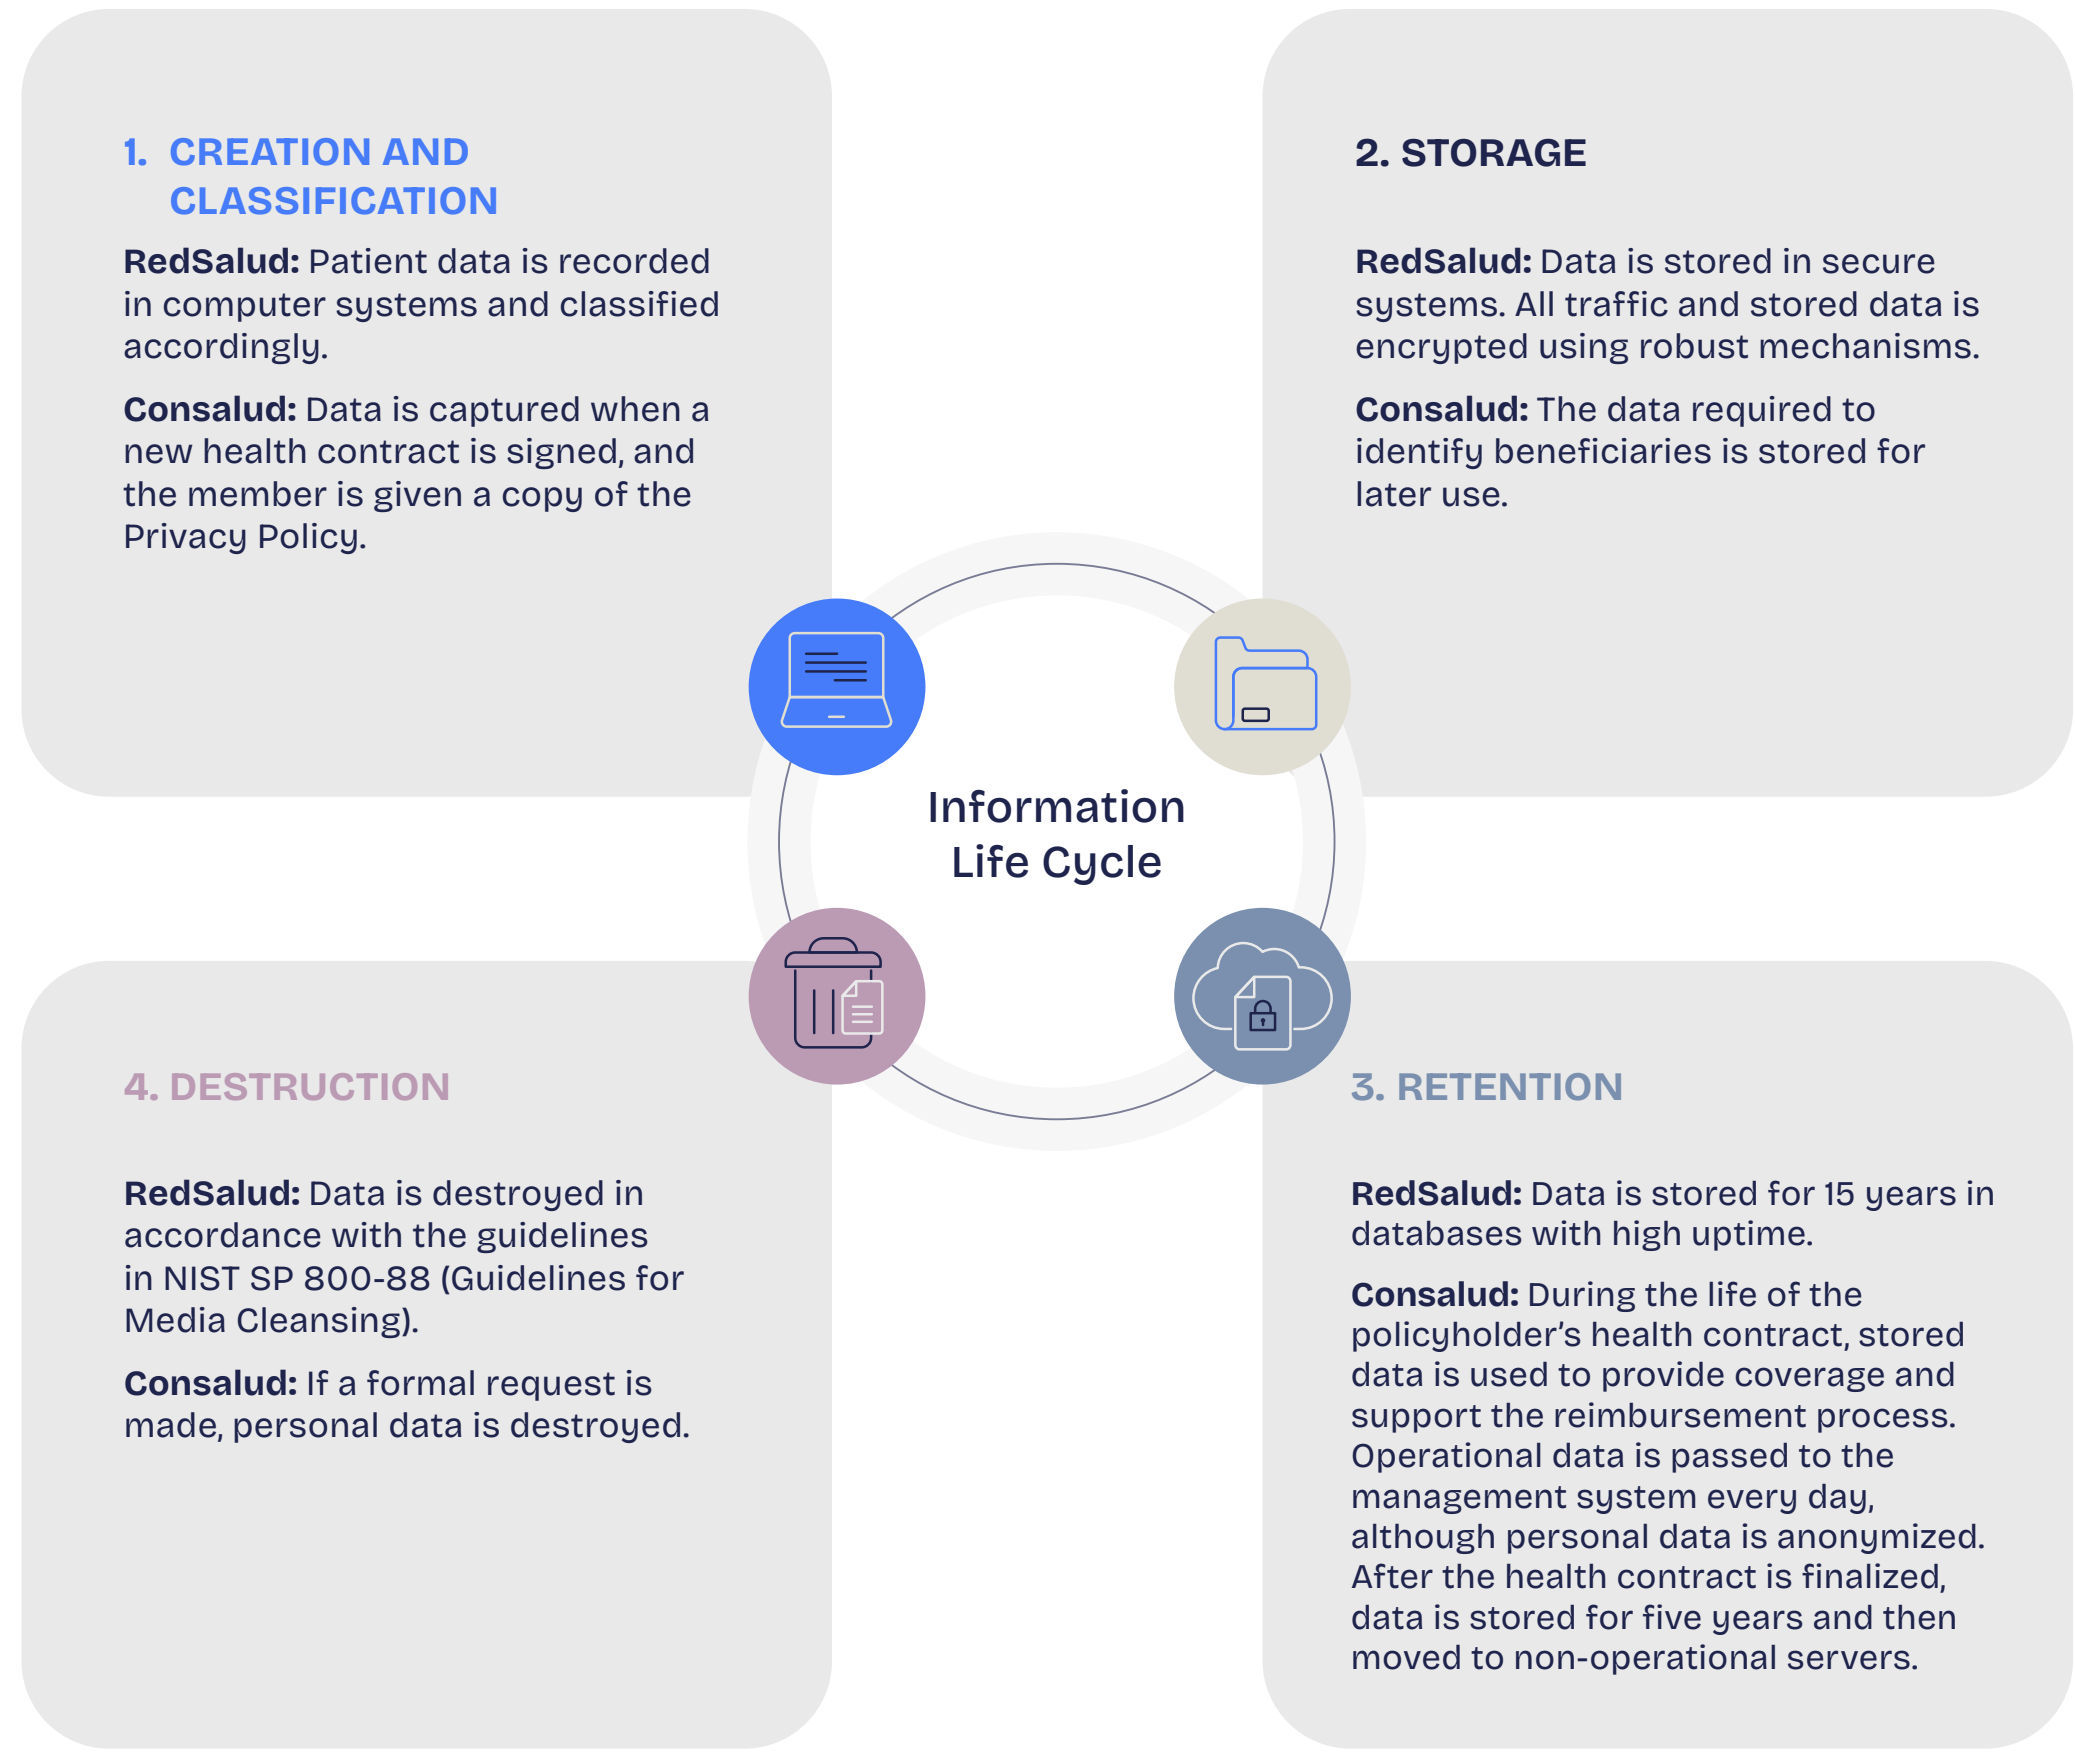 1. CREATION AND
CLASSIFICATION
RedSalud: Patient data is recorded
in computer systems and classified
accordingly.
Consalud: Data is captured when a
new health contract is signed, and
the member is given a copy of the
Privacy Policy.
2. STORAGE
RedSalud: Data is stored in secure
systems. All traffic and stored data is
encrypted using robust mechanisms.
Consalud: The data required to
identify beneficiaries is stored for
later use.
Information
Life Cycle
4. DESTRUCTION
RedSalud: Data is destroyed in
accordance with the guidelines
in NIST SP 800-88 (Guidelines for
Media Cleansing).
Consalud: If a formal request is
made, personal data is destroyed.
3. RETENTION
RedSalud: Data is stored for 15 years in
databases with high uptime.
Consalud: During the life of the
policyholder’s health contract, stored
data is used to provide coverage and
support the reimbursement process.
Operational data is passed to the
management system every day,
although personal data is anonymized.
After the health contract is finalized,
data is stored for five years and then
moved to non-operational servers.